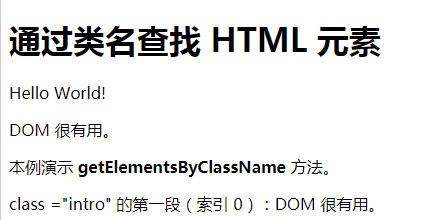 通过类名查找 HTML 元素
Hello World!
DOM 很有用。
本例演示 getElementsByClassName 方法。
class ="intro" 的第一段（索引 0）：DOM 很有用。